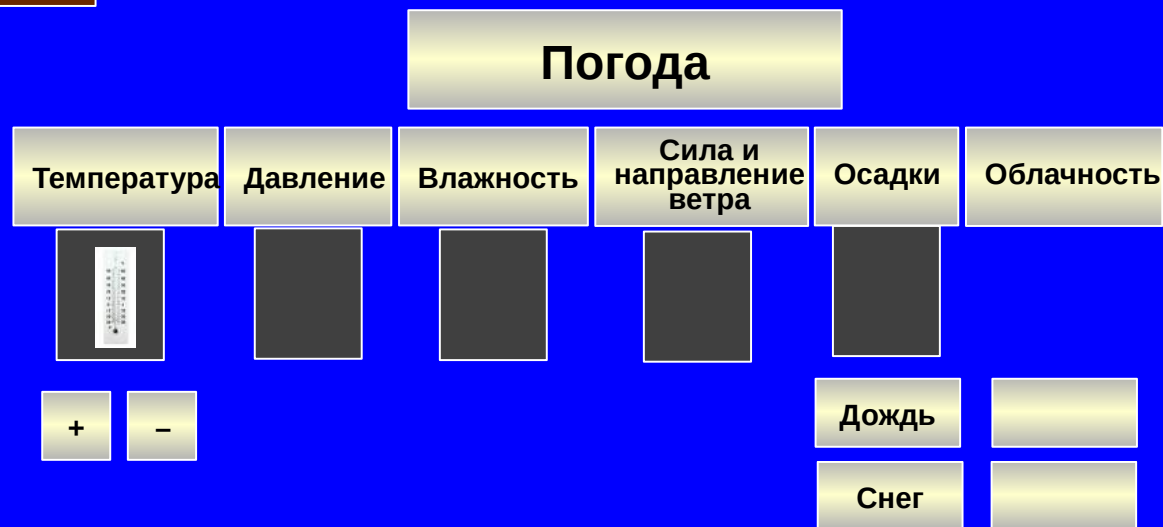 Погода
Температура
Давление
Влажность
Сила и
направление
ветра
Осадки
Облачность
+
–
Дождь
Снег